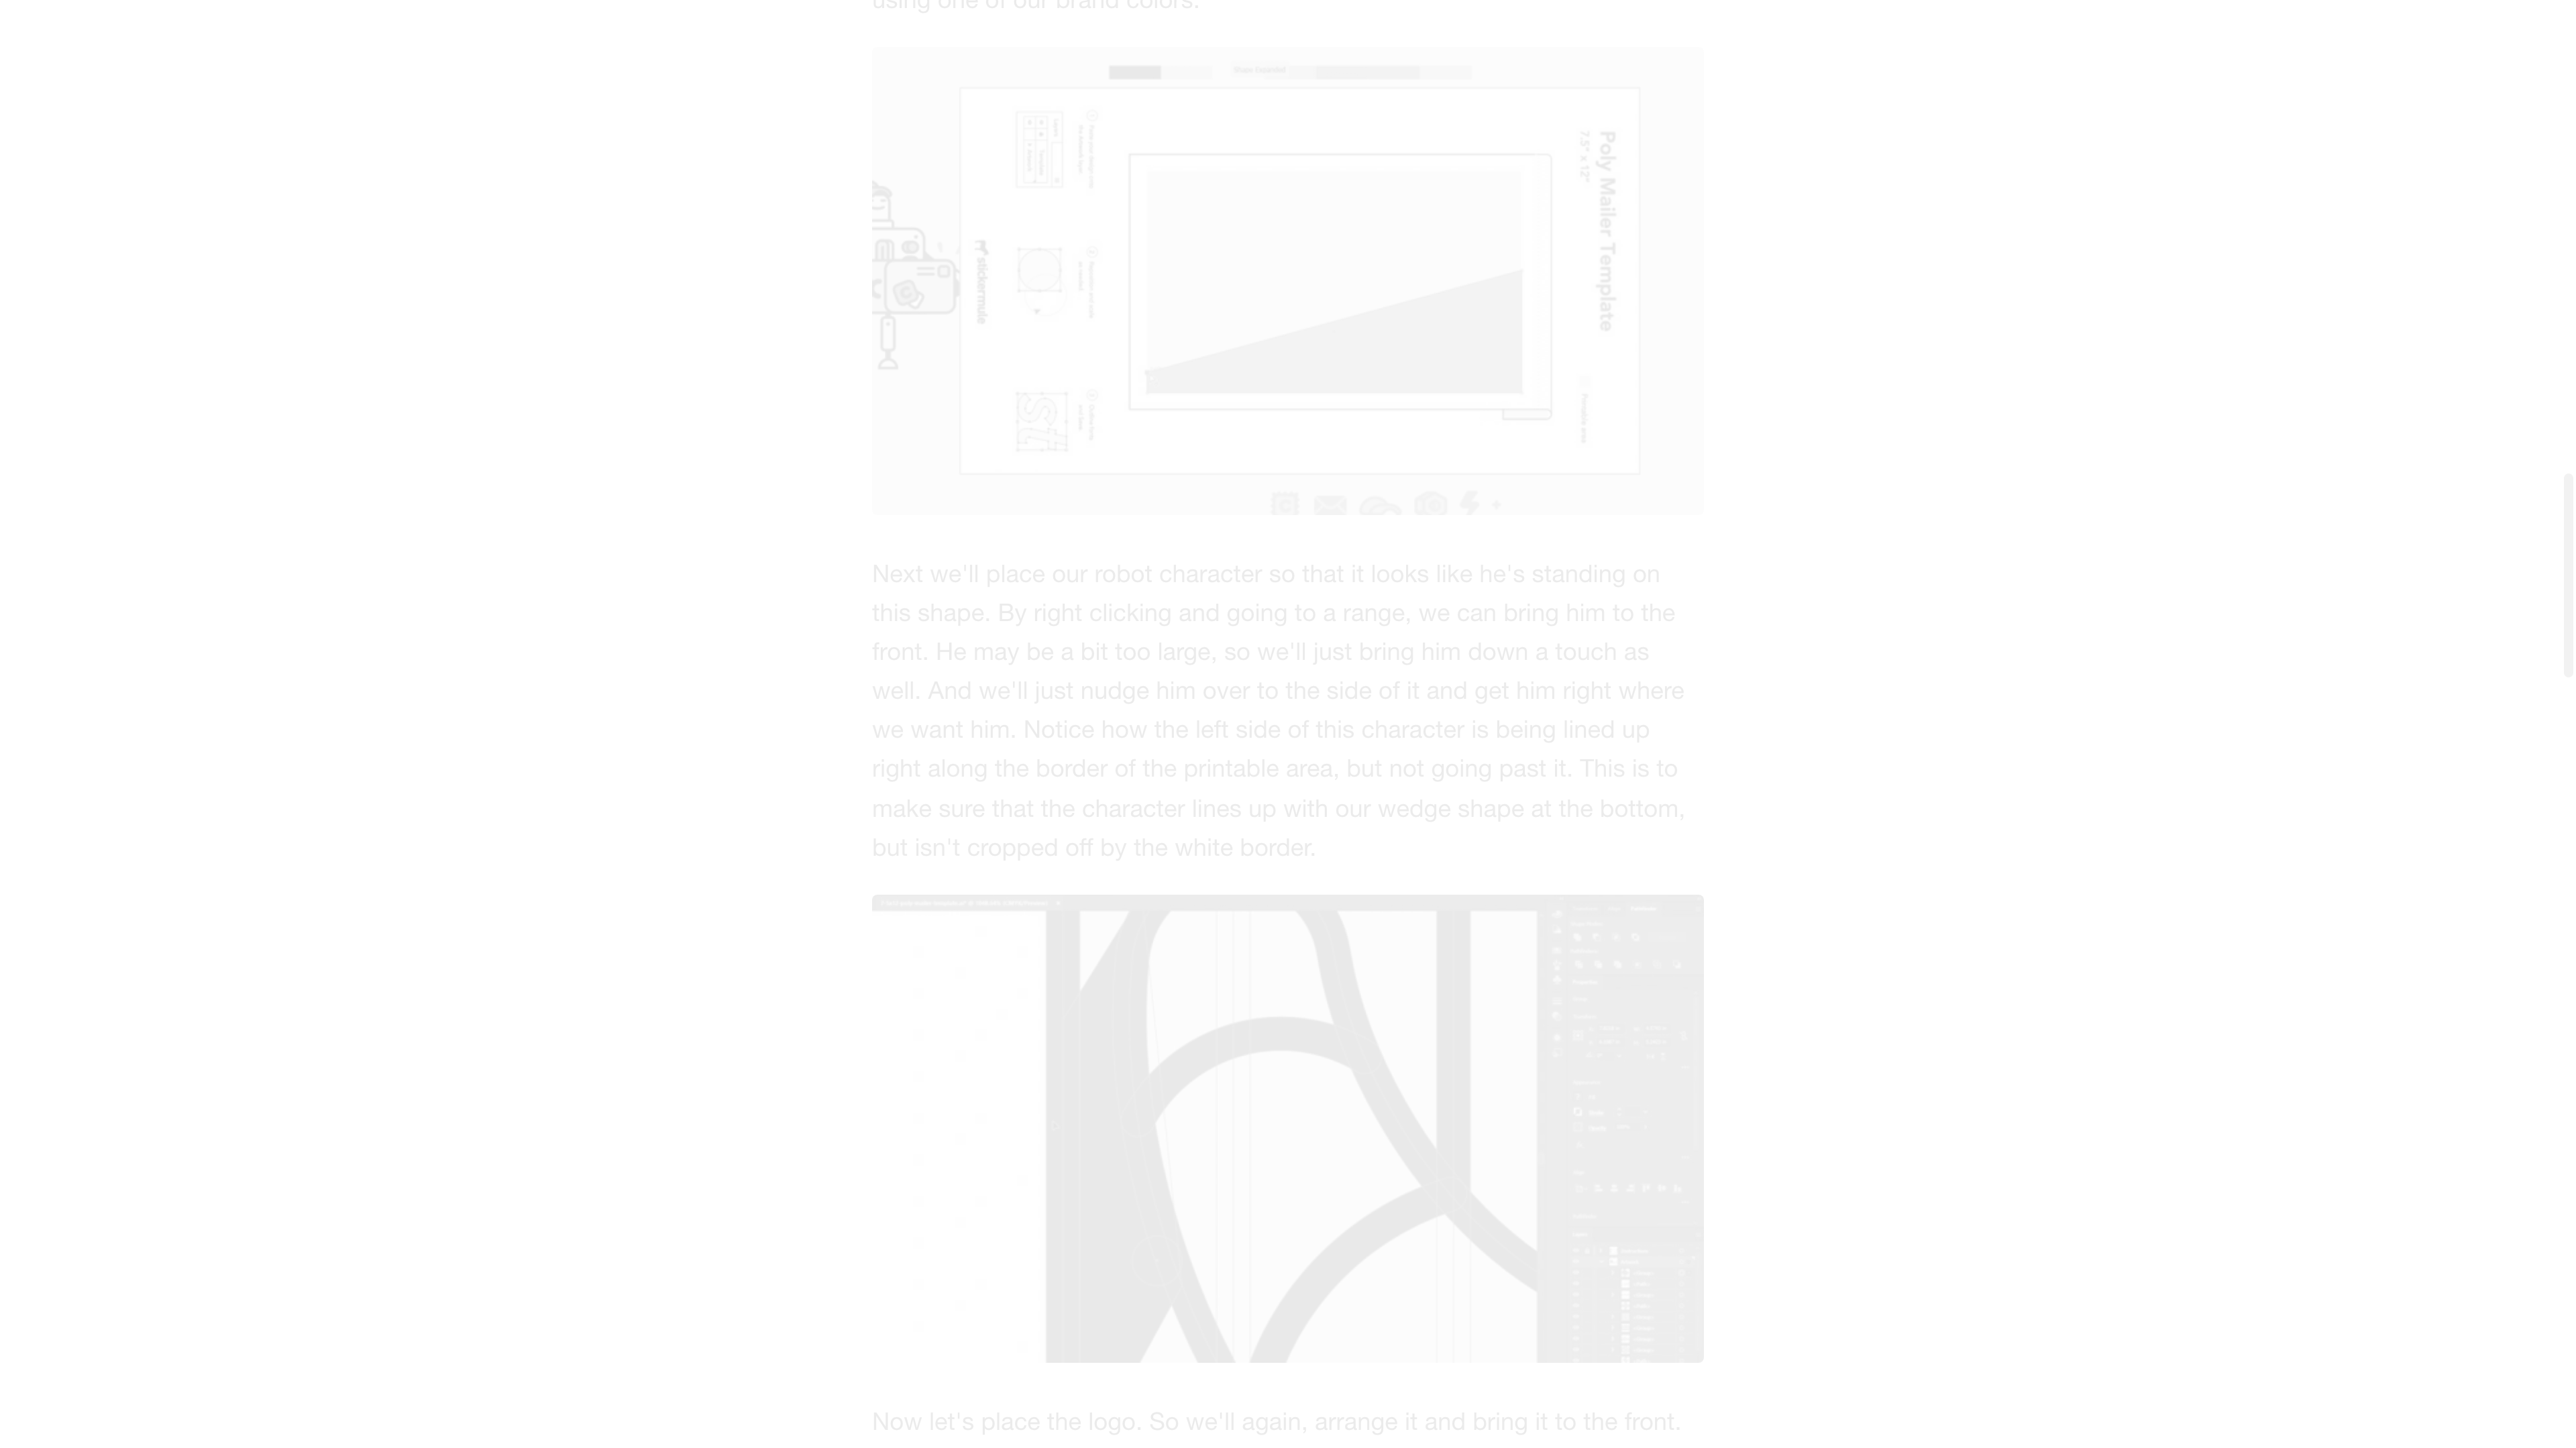 using one of our brand colors.
Poly Mailer Template
7.5" x 12"
Printable area
stickermule
Next we'll place our robot character so that it looks like he's standing on
this shape. By right clicking and going to a range, we can bring him to the
front. He may be a bit too large, so we'll just bring him down a touch as
well. And we'll just nudge him over to the side of it and get him right where
we want him. Notice how the left side of this character is being lined up
right along the border of the printable area, but not going past it. This is to
make sure that the character lines up with our wedge shape at the bottom,
but isn't cropped off by the white border.
Now let's place the logo. So we'll again, arrange it and bring it to the front.